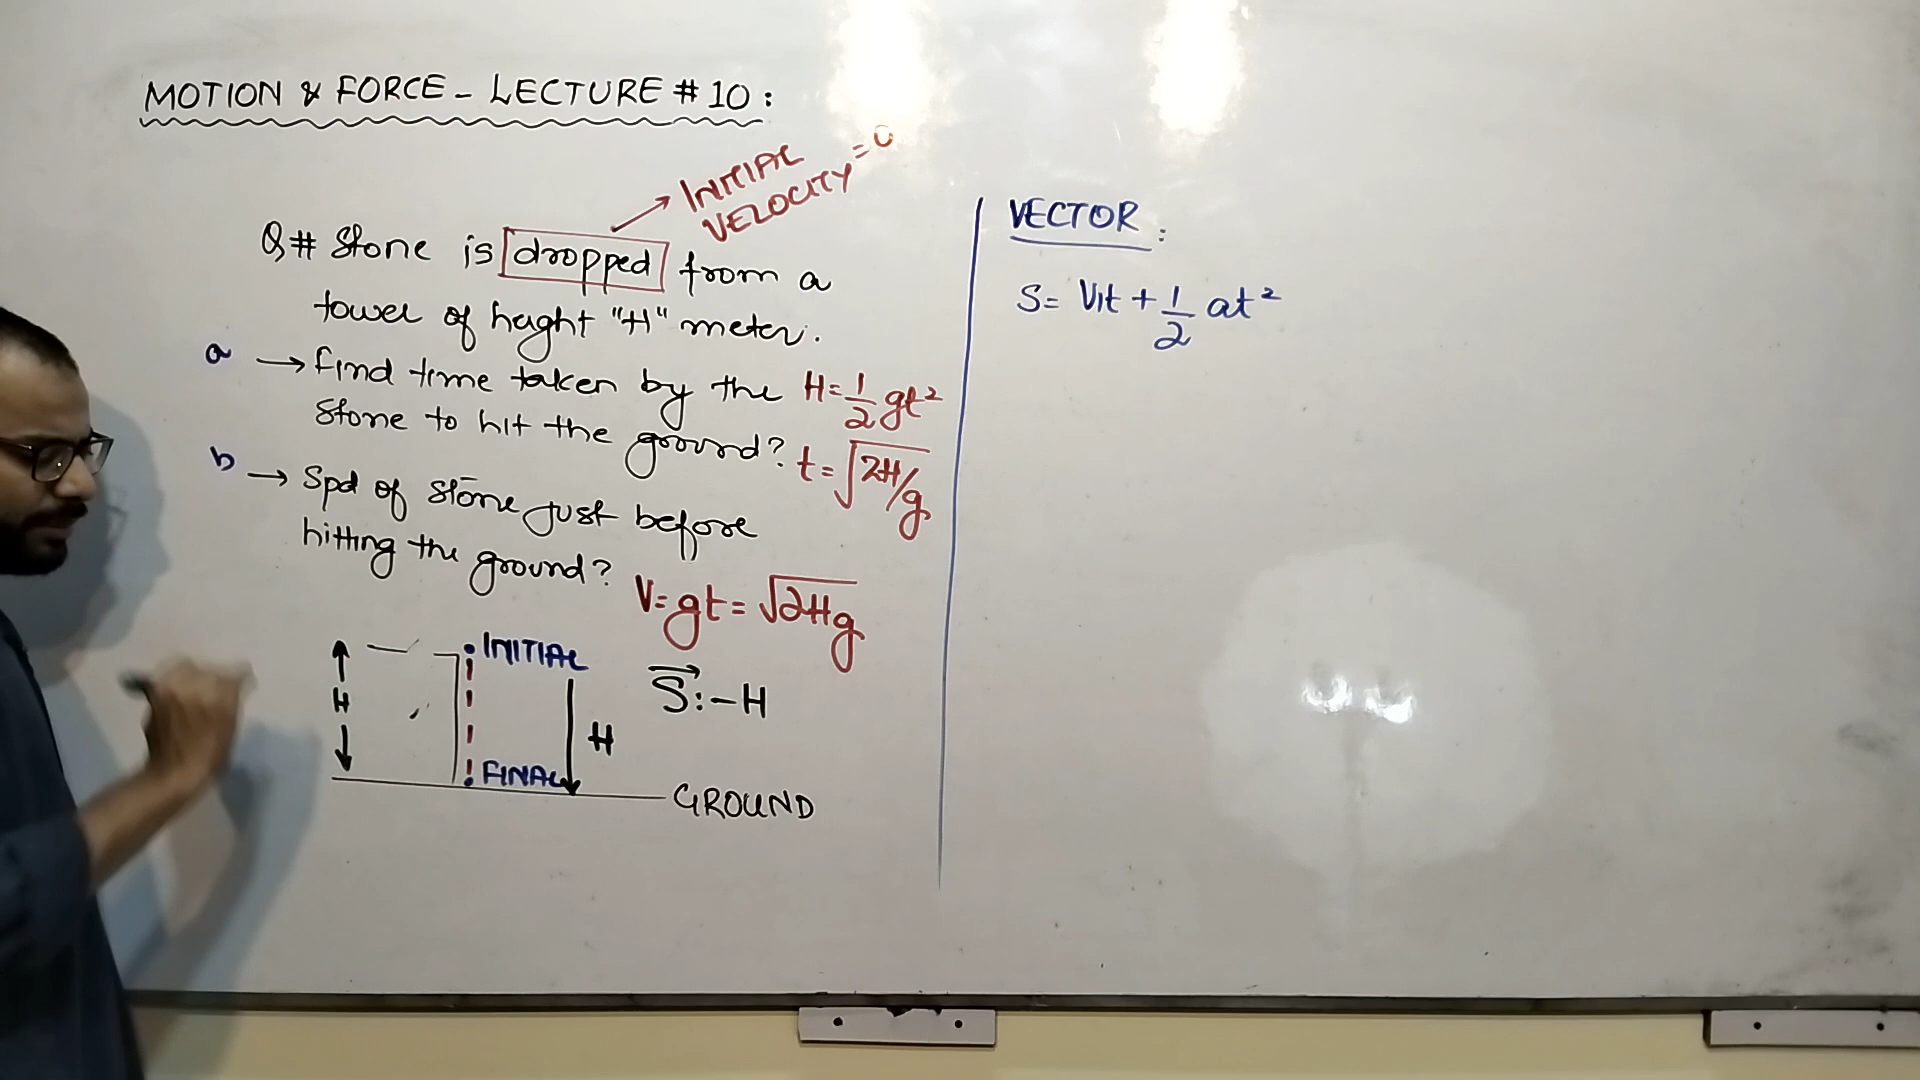 MOTION & FORCE - LECTURE # 10 :
INITIAL
VELOCITY = 0
Q# Stone is dropped from a
tower of height "H" meter.
a → Find time taken by the
stone to hit the ground?
H = 1/2 gt²
t = √2H/g
b → Spd of stone just before
hitting the ground?
V = gt = √2Hg
INITIAL
H
FINAL
H
S⃗ : -H
GROUND
VECTOR :
S = Vit + 1/2 at²